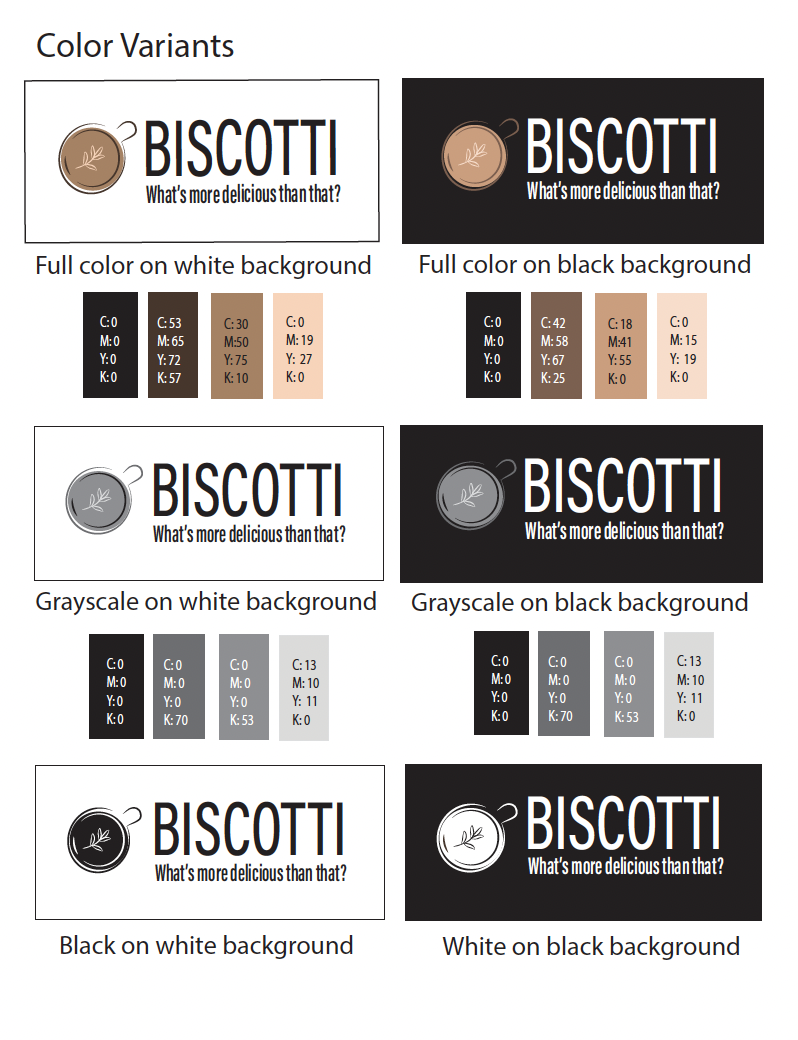 Color Variants
BISCOTTI
What's more delicious than that?
BISCOTTI
What's more delicious than that?
Full color on white background
Full color on black background
C: 0
M: 0
Y: 0
K: 0
C: 53
M: 65
Y: 72
K: 57
C: 30
M:50
Y: 75
K: 10
C: 0
M: 19
Y: 27
K: 0
C: 0
M: 0
Y: 0
K: 0
C: 42
M: 58
Y: 67
K: 25
C: 18
M:41
Y: 55
K: 0
C: 0
M: 15
Y: 19
K: 0
BISCOTTI
What's more delicious than that?
BISCOTTI
What's more delicious than that?
Grayscale on white background
Grayscale on black background
C: 0
M: 0
Y: 0
K: 0
C: 0
M: 0
Y: 0
K: 70
C: 0
M: 0
Y: 0
K: 53
C: 13
M: 10
Y: 11
K: 0
C: 0
M: 0
Y: 0
K: 0
C: 0
M: 0
Y: 0
K: 70
C: 0
M: 0
Y: 0
K: 53
C: 13
M: 10
Y: 11
K: 0
BISCOTTI
What's more delicious than that?
BISCOTTI
What's more delicious than that?
Black on white background
White on black background